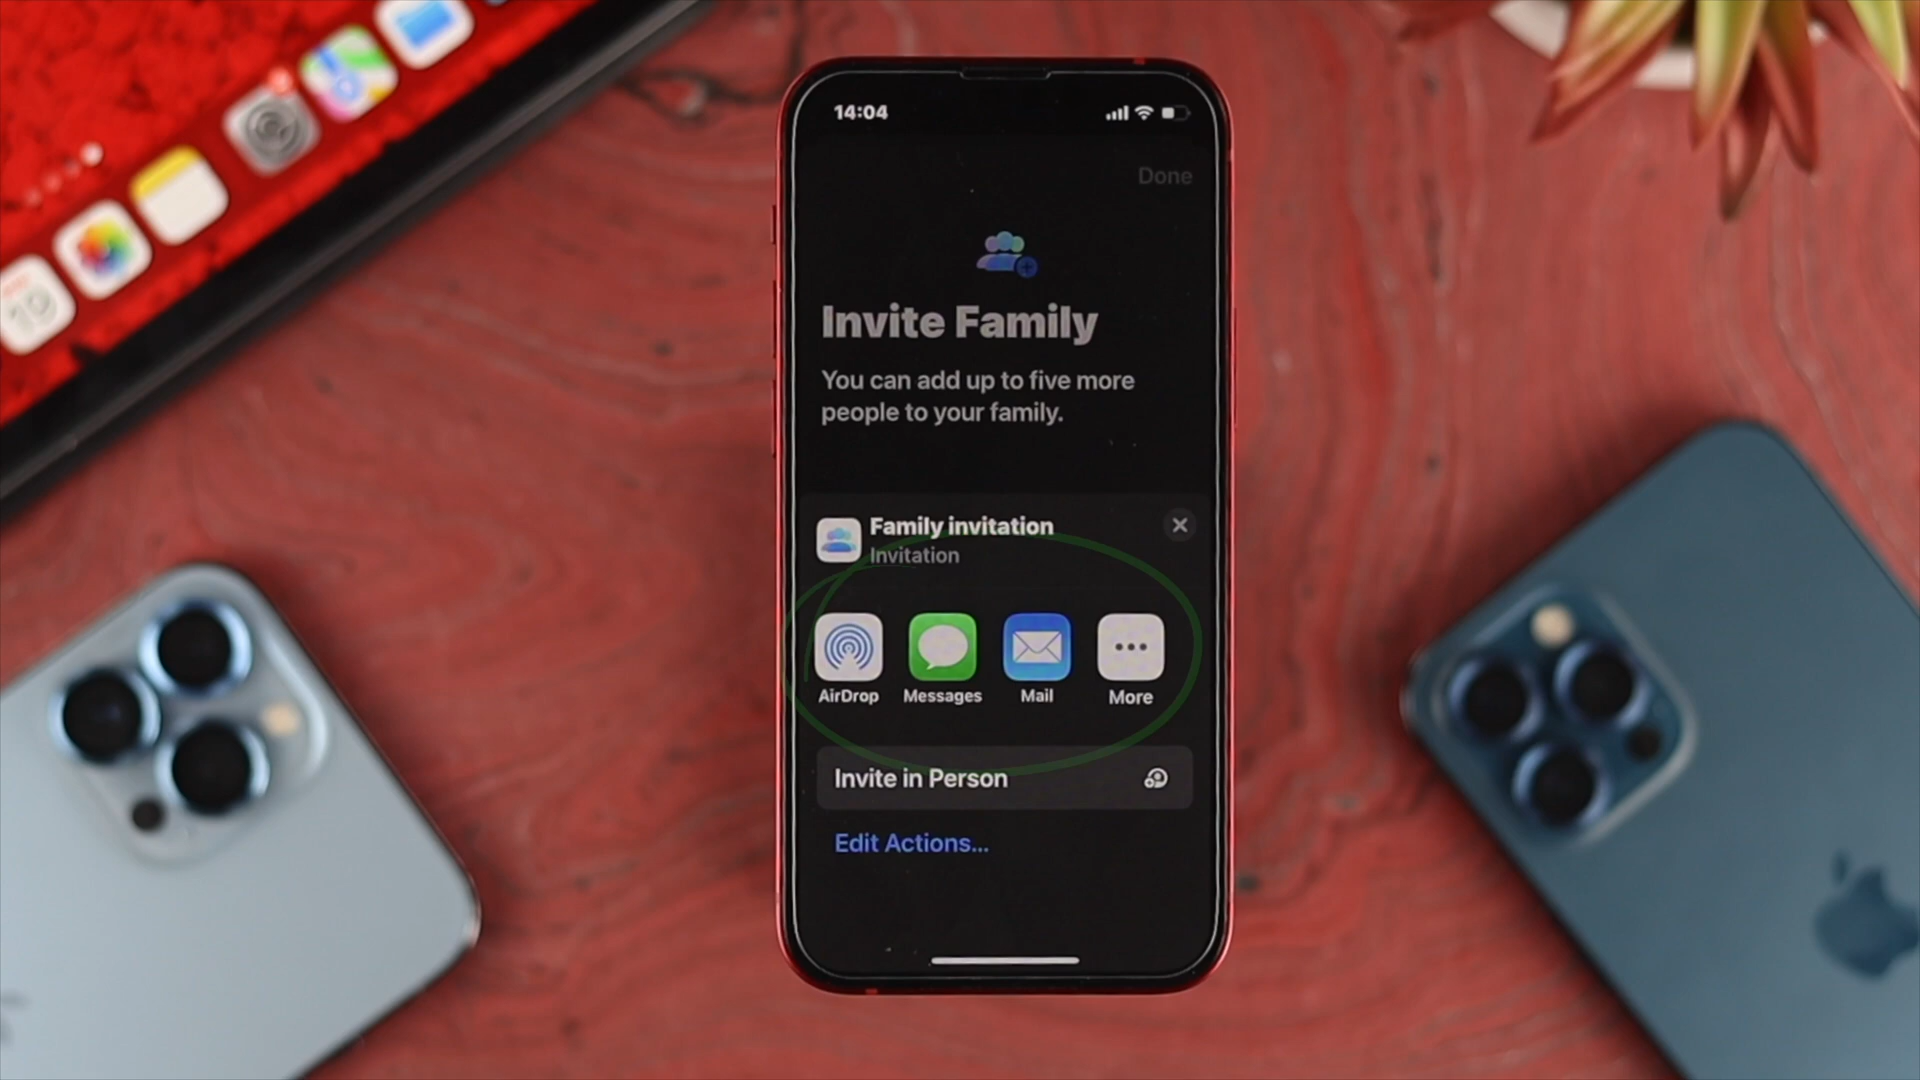 14:04
Done
Invite Family
You can add up to five more
people to your family.
Family invitation
Invitation
AirDrop
Messages
Mail
More
Invite in Person
Edit Actions...
19